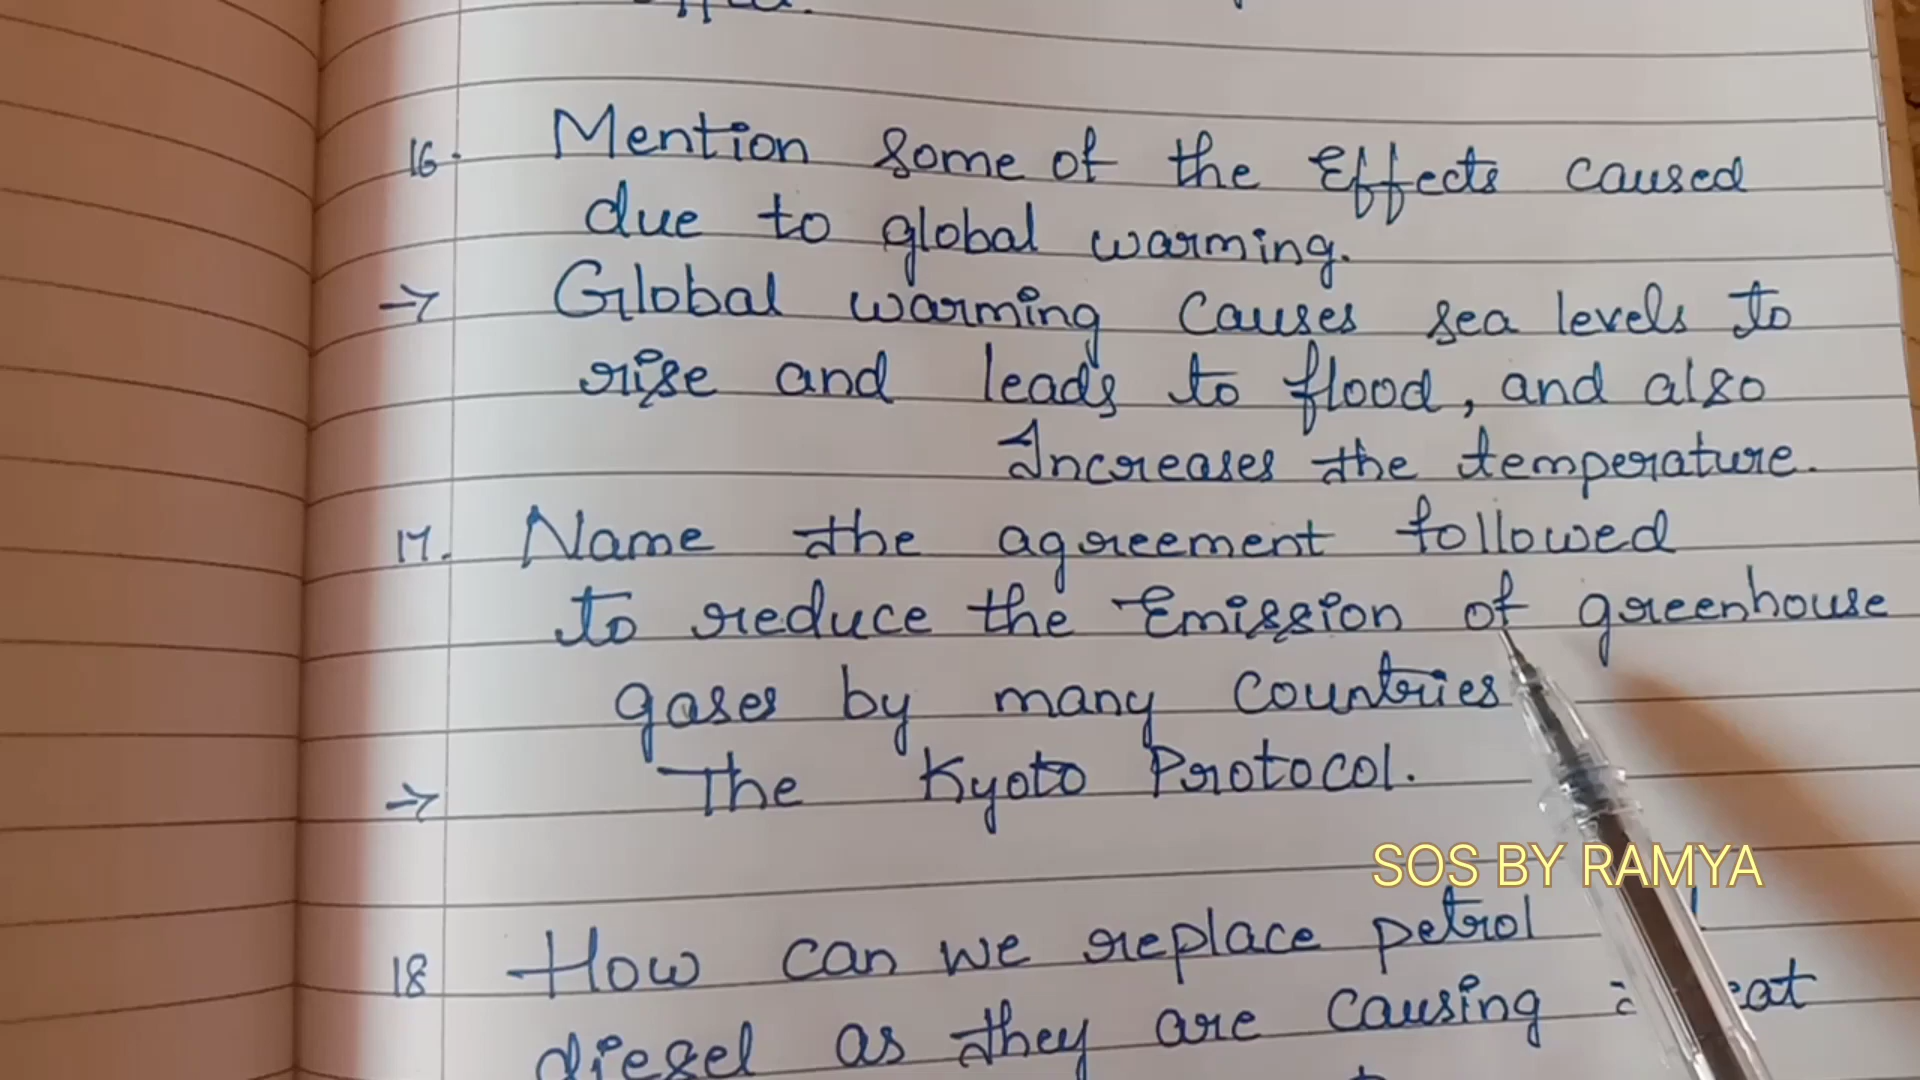 16. Mention some of the Effects caused
due to global warming.
→ Global warming causes sea levels to
rise and leads to flood, and also
Increases the temperature.
17. Name the agreement followed
to reduce the Emission of greenhouse
gases by many countries
→ The Kyoto Protocol.
SOS BY RAMYA
18 How can we replace petrol
diesel as they are causing